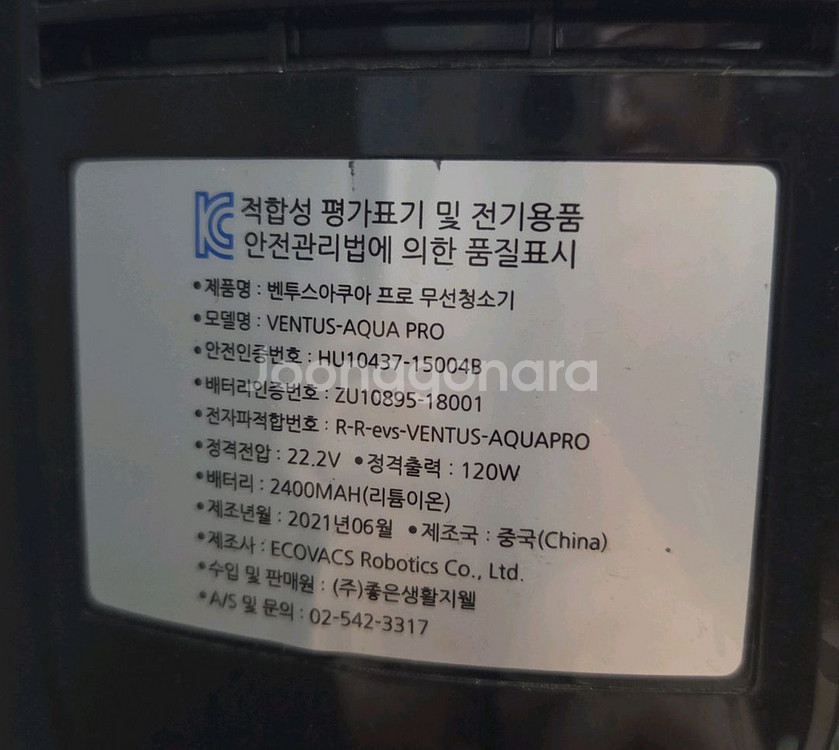 적합성 평가표기 및 전기용품
안전관리법에 의한 품질표시
•제품명 : 벤투스아쿠아 프로 무선청소기
•모델명 : VENTUS-AQUA PRO
•안전인증번호 : HU10437-15004B
Joonggonara
•배터리인증번호 : ZU10895-18001
•전자파적합번호 : R-R-evs-VENTUS-AQUAPRO
•정격전압 : 22.2V •정격출력 : 120W
•배터리 : 2400MAH(리튬이온)
•제조년월 : 2021년06월 •제조국 : 중국(China)
•제조사 : ECOVACS Robotics Co., Ltd.
•수입 및 판매원 : (주)좋은생활지웰
•A/S 및 문의 : 02-542-3317